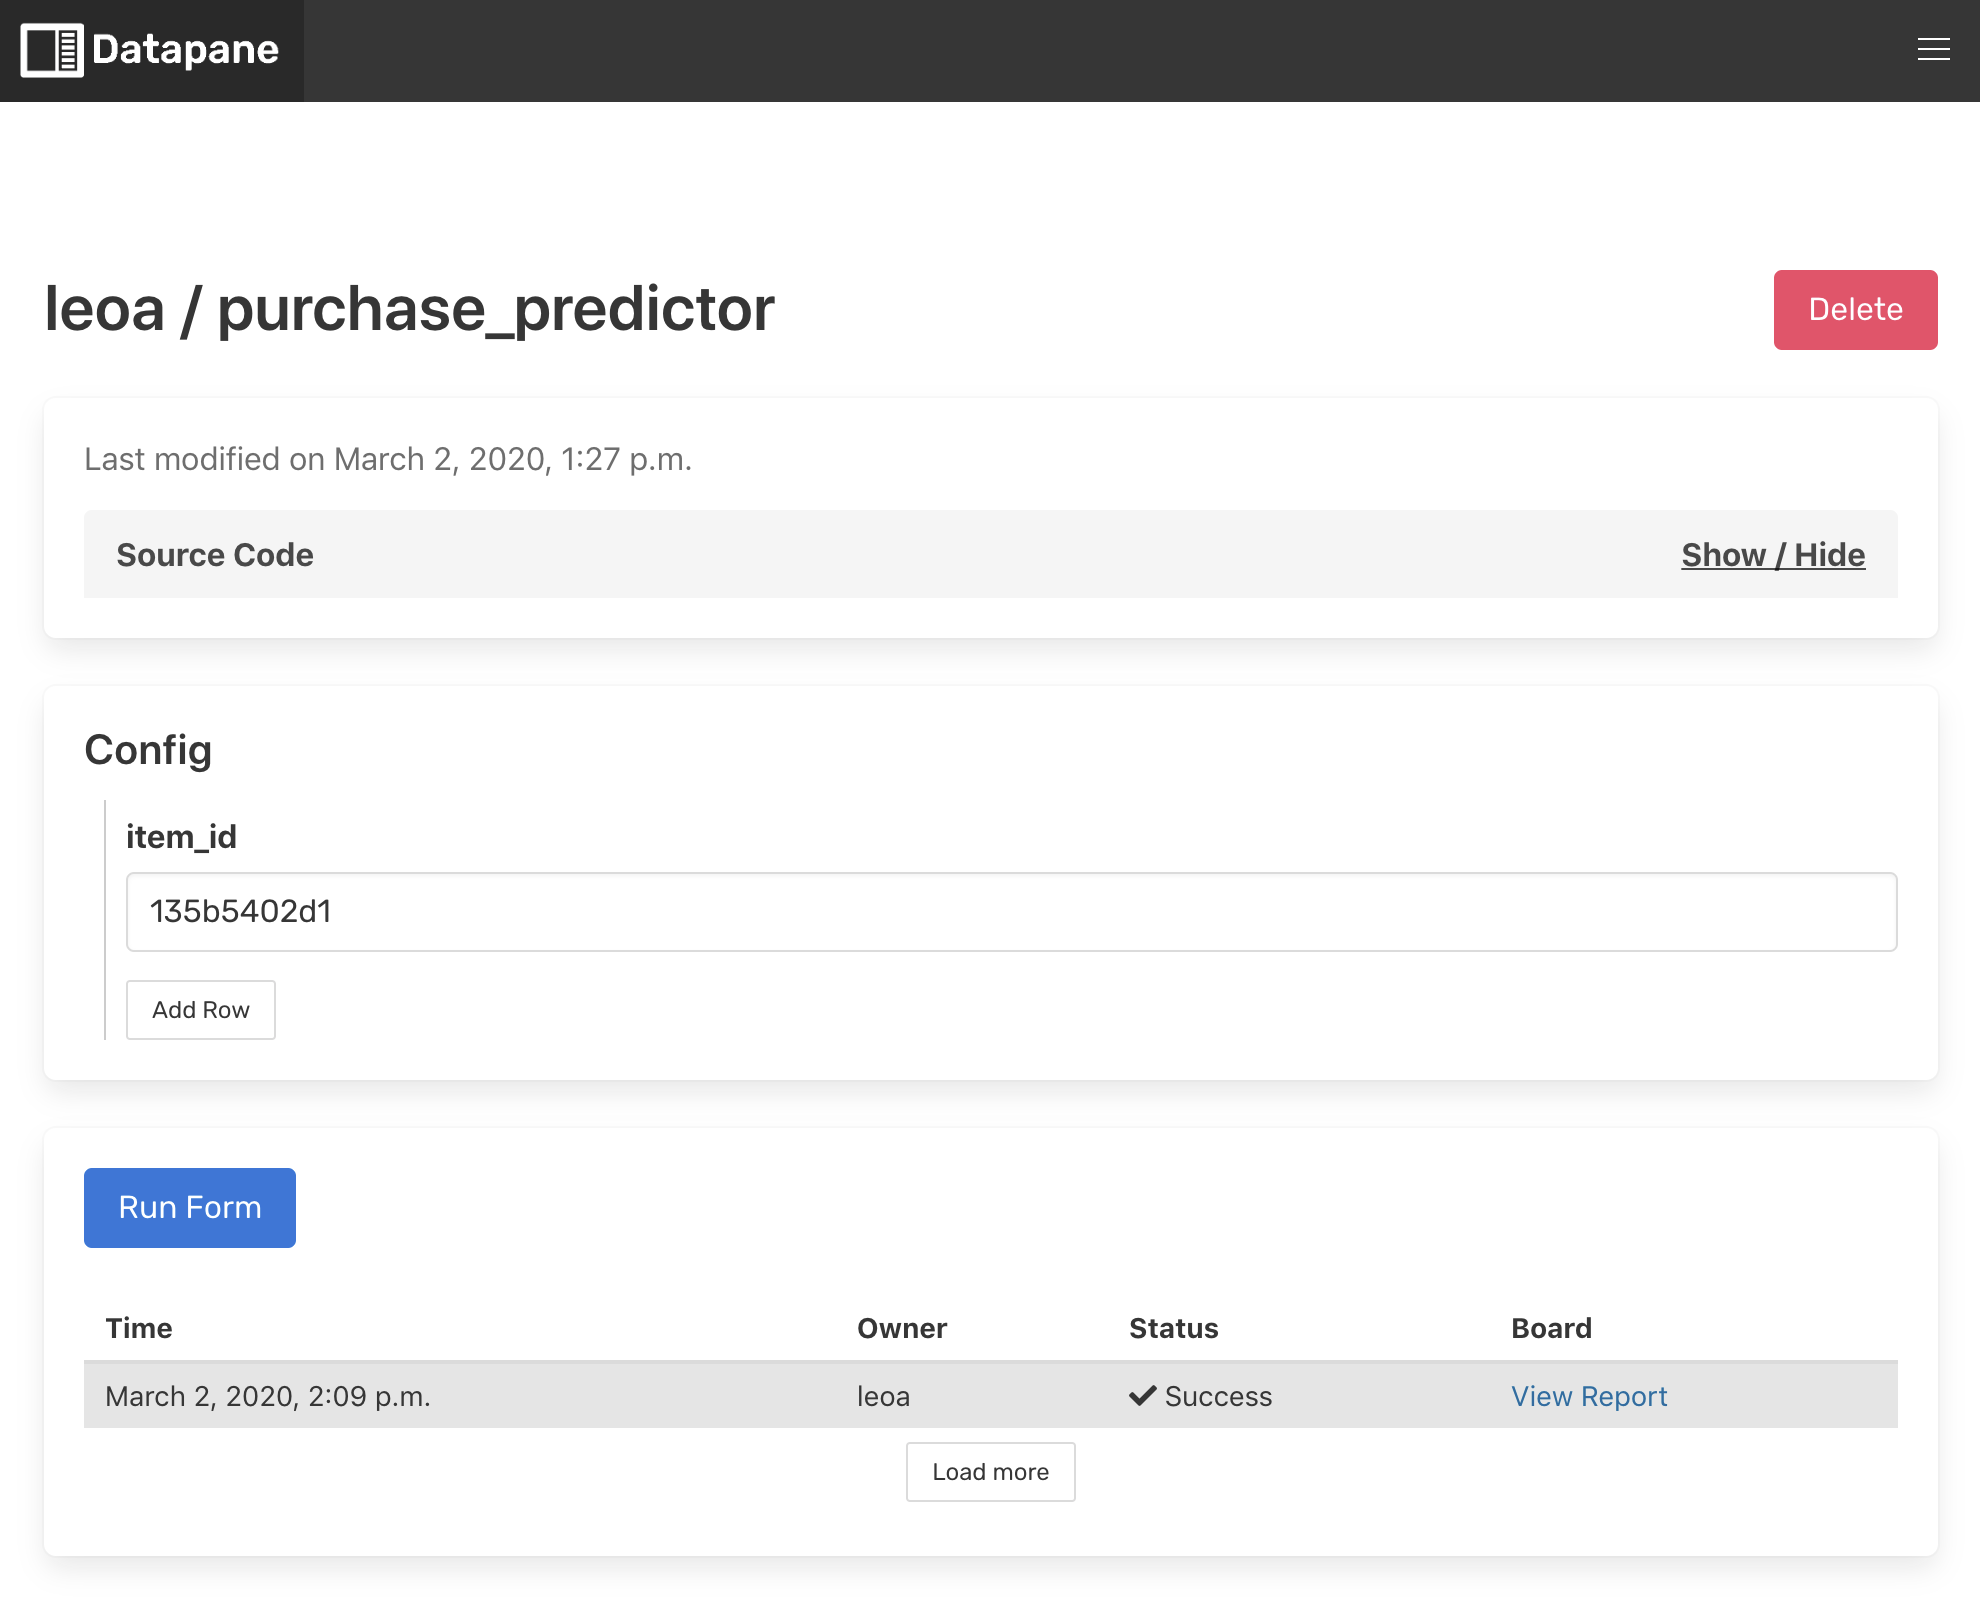 Datapane
leoa / purchase_predictor
Delete
Last modified on March 2, 2020, 1:27 p.m.
Source Code Show / Hide
Config
item_id
135b5402d1
Add Row
Run Form
Time Owner Status Board
March 2, 2020, 2:09 p.m. leoa Success View Report
Load more